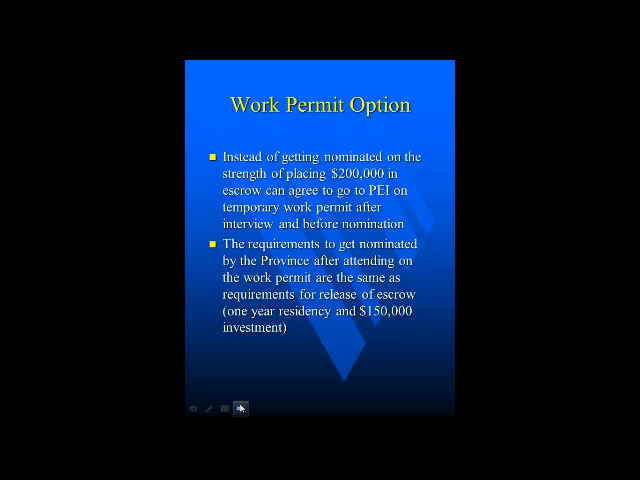 Work Permit Option
Instead of getting nominated on the
strength of placing $200,000 in
escrow can agree to go to PEI on
temporary work permit after
interview and before nomination
The requirements to get nominated
by the Province after attending on
the work permit are the same as
requirements for release of escrow
(one year residency and $150,000
investment)